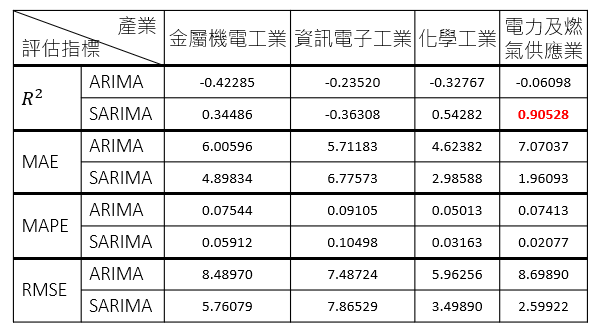 產業
評估指標
金屬機電工業 資訊電子工業 化學工業 電力及燃
氣供應業
R² ARIMA -0.42285 -0.23520 -0.32767 -0.06098
SARIMA 0.34486 -0.36308 0.54282 0.90528
MAE ARIMA 6.00596 5.71183 4.62382 7.07037
SARIMA 4.89834 6.77573 2.98588 1.96093
MAPE ARIMA 0.07544 0.09105 0.05013 0.07413
SARIMA 0.05912 0.10498 0.03163 0.02077
RMSE ARIMA 8.48970 7.48724 5.96256 8.69890
SARIMA 5.76079 7.86529 3.49890 2.59922